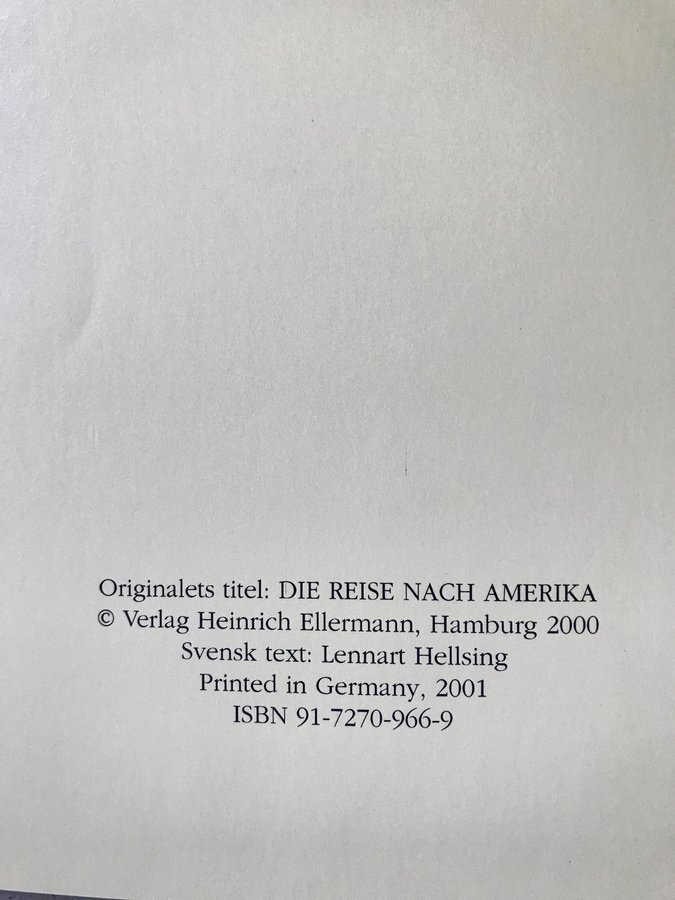 Originalets titel: DIE REISE NACH AMERIKA
© Verlag Heinrich Ellermann, Hamburg 2000
Svensk text: Lennart Hellsing
Printed in Germany, 2001
ISBN 91-7270-966-9